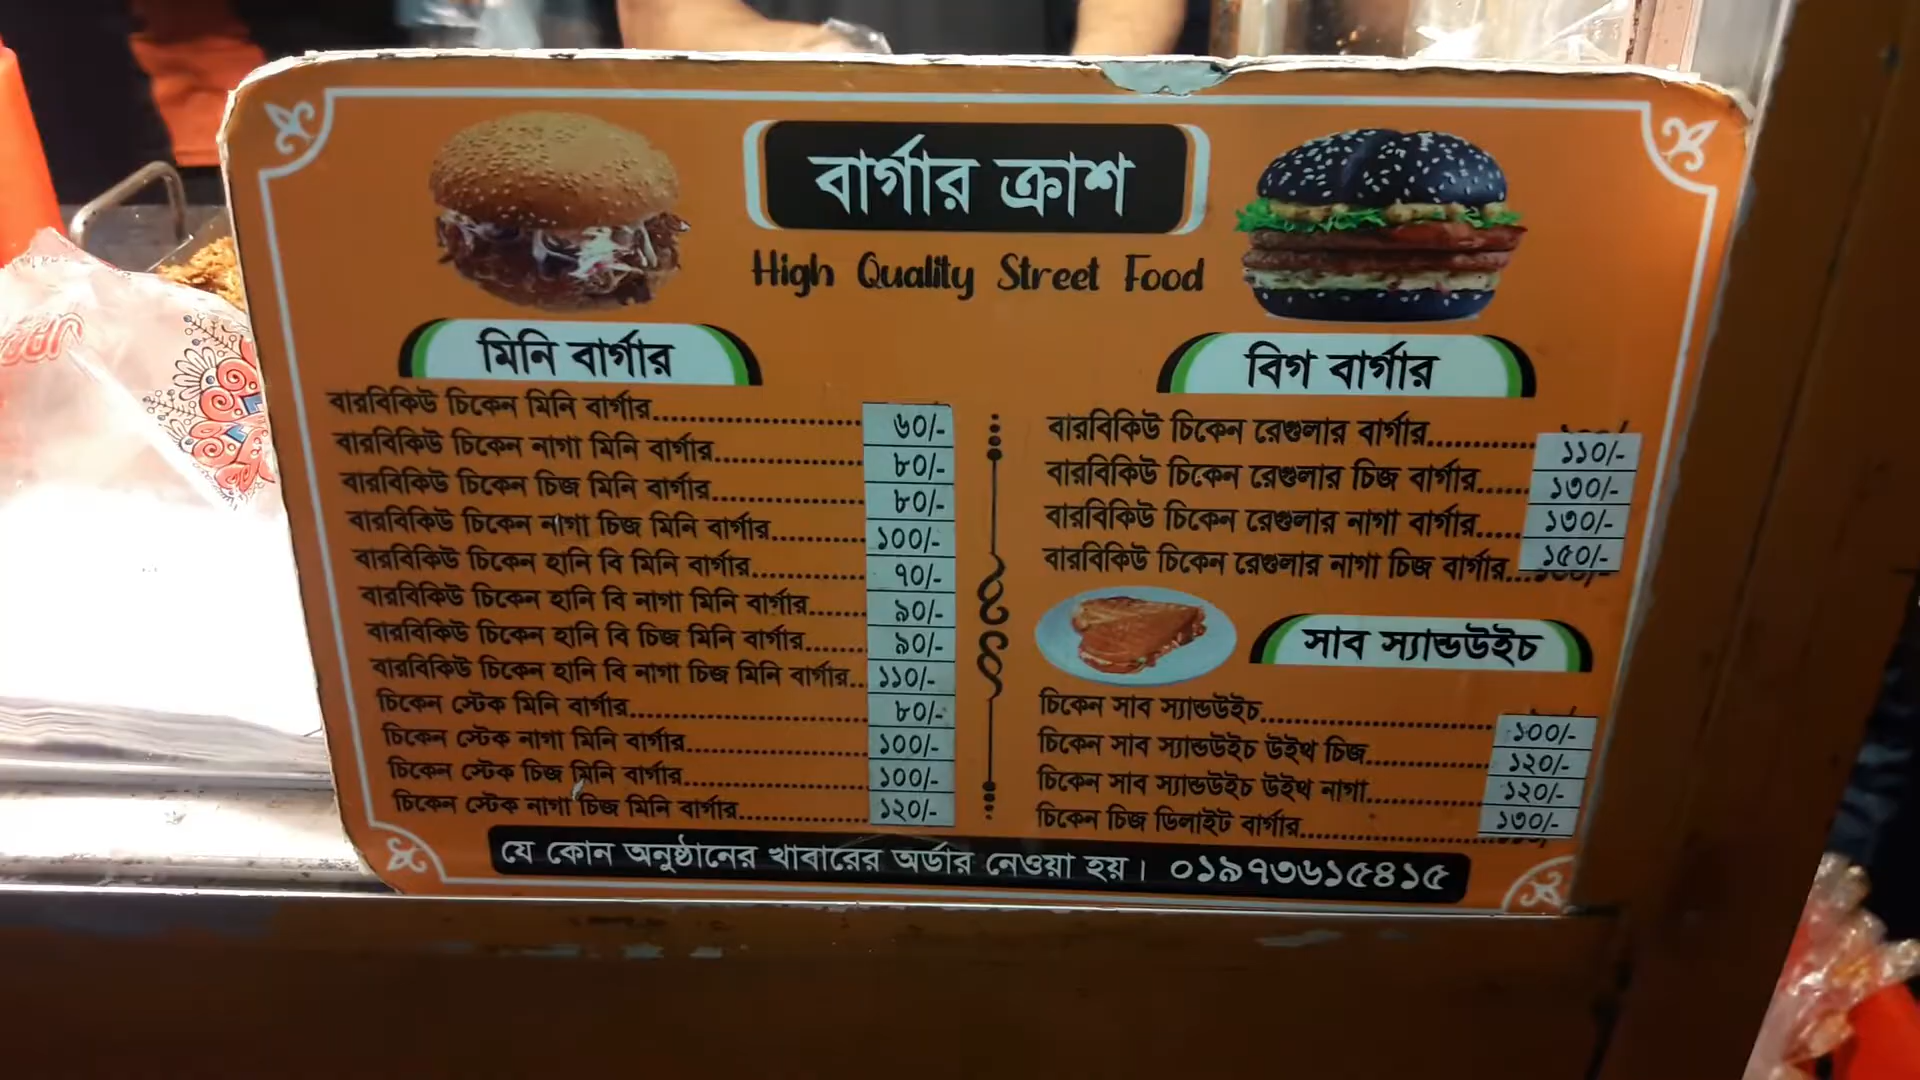 বার্গার ক্রাশ
High Quality Street Food
মিনি বার্গার
বারবিকিউ চিকেন মিনি বার্গার.................................. ৬০/-
বারবিকিউ চিকেন নাগা মিনি বার্গার........................ ৮০/-
বারবিকিউ চিকেন চিজ মিনি বার্গার........................ ৮০/-
বারবিকিউ চিকেন নাগা চিজ মিনি বার্গার............... ১০০/-
বারবিকিউ চিকেন হানি বি মিনি বার্গার.................. ৭০/-
বারবিকিউ চিকেন হানি বি নাগা মিনি বার্গার......... ৯০/-
বারবিকিউ চিকেন হানি বি চিজ মিনি বার্গার......... ৯০/-
বারবিকিউ চিকেন হানি বি নাগা চিজ মিনি বার্গার... ১১০/-
চিকেন স্টেক মিনি বার্গার...................................... ৮০/-
চিকেন স্টেক নাগা মিনি বার্গার............................. ১০০/-
চিকেন স্টেক চিজ মিনি বার্গার............................. ১০০/-
চিকেন স্টেক নাগা চিজ মিনি বার্গার.................... ১২০/-
বিগ বার্গার
বারবিকিউ চিকেন রেগুলার বার্গার................. ১১০/-
বারবিকিউ চিকেন রেগুলার চিজ বার্গার........ ১৩০/-
বারবিকিউ চিকেন রেগুলার নাগা বার্গার........ ১৩০/-
বারবিকিউ চিকেন রেগুলার নাগা চিজ বার্গার... ১৫০/-
সাব স্যান্ডউইচ
চিকেন সাব স্যান্ডউইচ.................................... ১০০/-
চিকেন সাব স্যান্ডউইচ উইথ চিজ................... ১২০/-
চিকেন সাব স্যান্ডউইচ উইথ নাগা.................. ১২০/-
চিকেন চিজ ডিলাইট বার্গার............................ ১৩০/-
যে কোন অনুষ্ঠানের খাবারের অর্ডার নেওয়া হয়। ০১৯৭৩৬১৫৪১৫